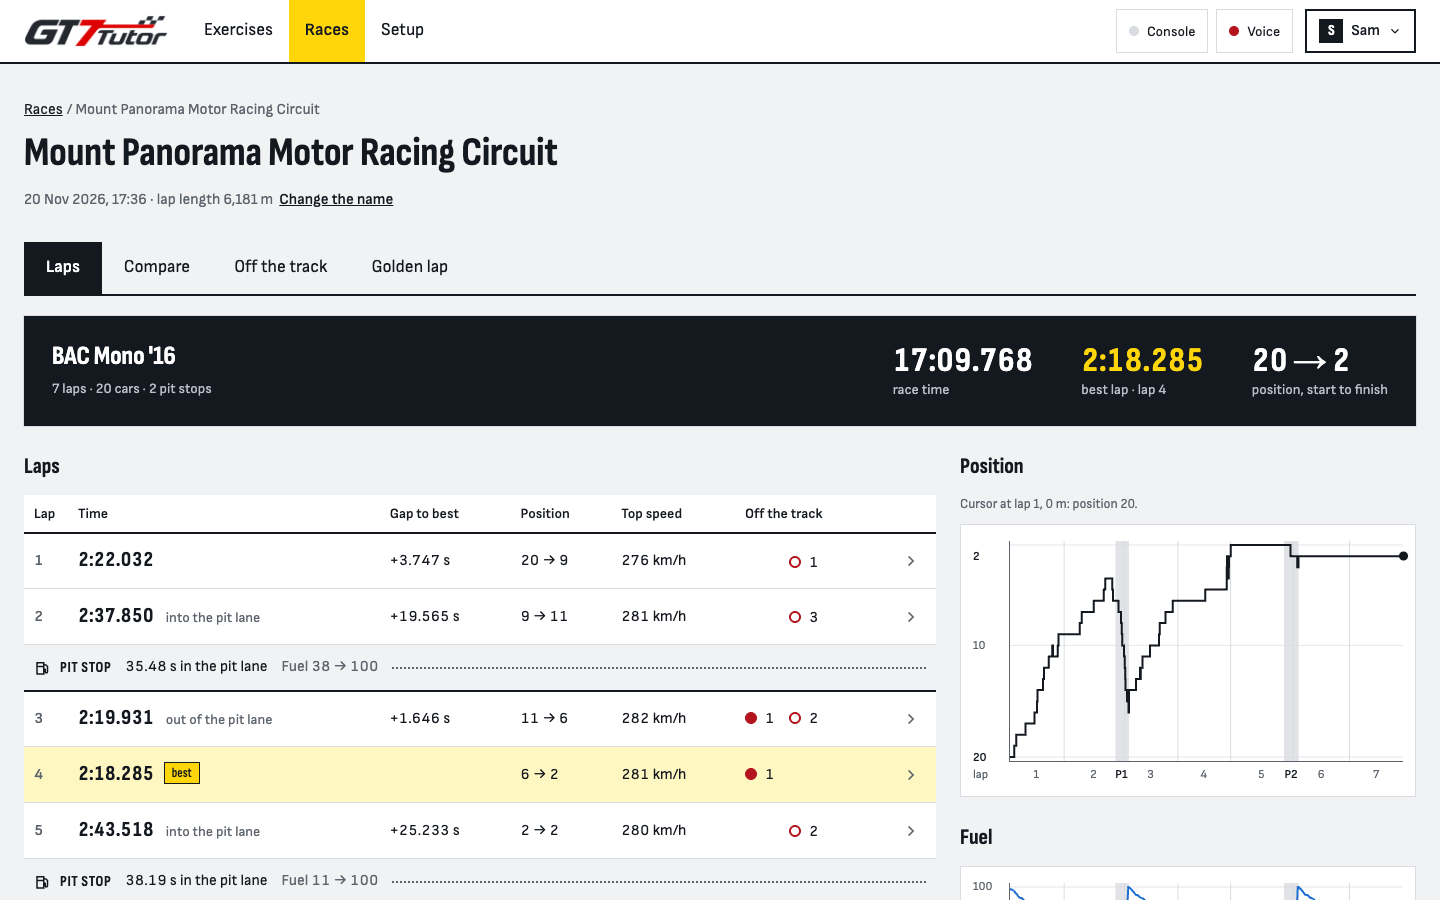 GT7 Tutor
Exercises
Races
Setup
Console
Voice
S
Sam
Races / Mount Panorama Motor Racing Circuit
Mount Panorama Motor Racing Circuit
20 Nov 2026, 17:36 · lap length 6,181 m Change the name
Laps
Compare
Off the track
Golden lap
BAC Mono '16
7 laps · 20 cars · 2 pit stops
17:09.768
race time
2:18.285
best lap · lap 4
20 → 2
position, start to finish
Laps
Lap Time Gap to best Position Top speed Off the track
1 2:22.032 +3.747 s 20 → 9 276 km/h 1
2 2:37.850 into the pit lane +19.565 s 9 → 11 281 km/h 3
PIT STOP 35.48 s in the pit lane Fuel 38 → 100
3 2:19.931 out of the pit lane +1.646 s 11 → 6 282 km/h 1 2
4 2:18.285 best 6 → 2 281 km/h 1
5 2:43.518 into the pit lane +25.233 s 2 → 2 280 km/h 2
PIT STOP 38.19 s in the pit lane Fuel 11 → 100
Position
Cursor at lap 1, 0 m: position 20.
2
10
20
lap 1 2 P1 3 4 5 P2 6 7
Fuel
100